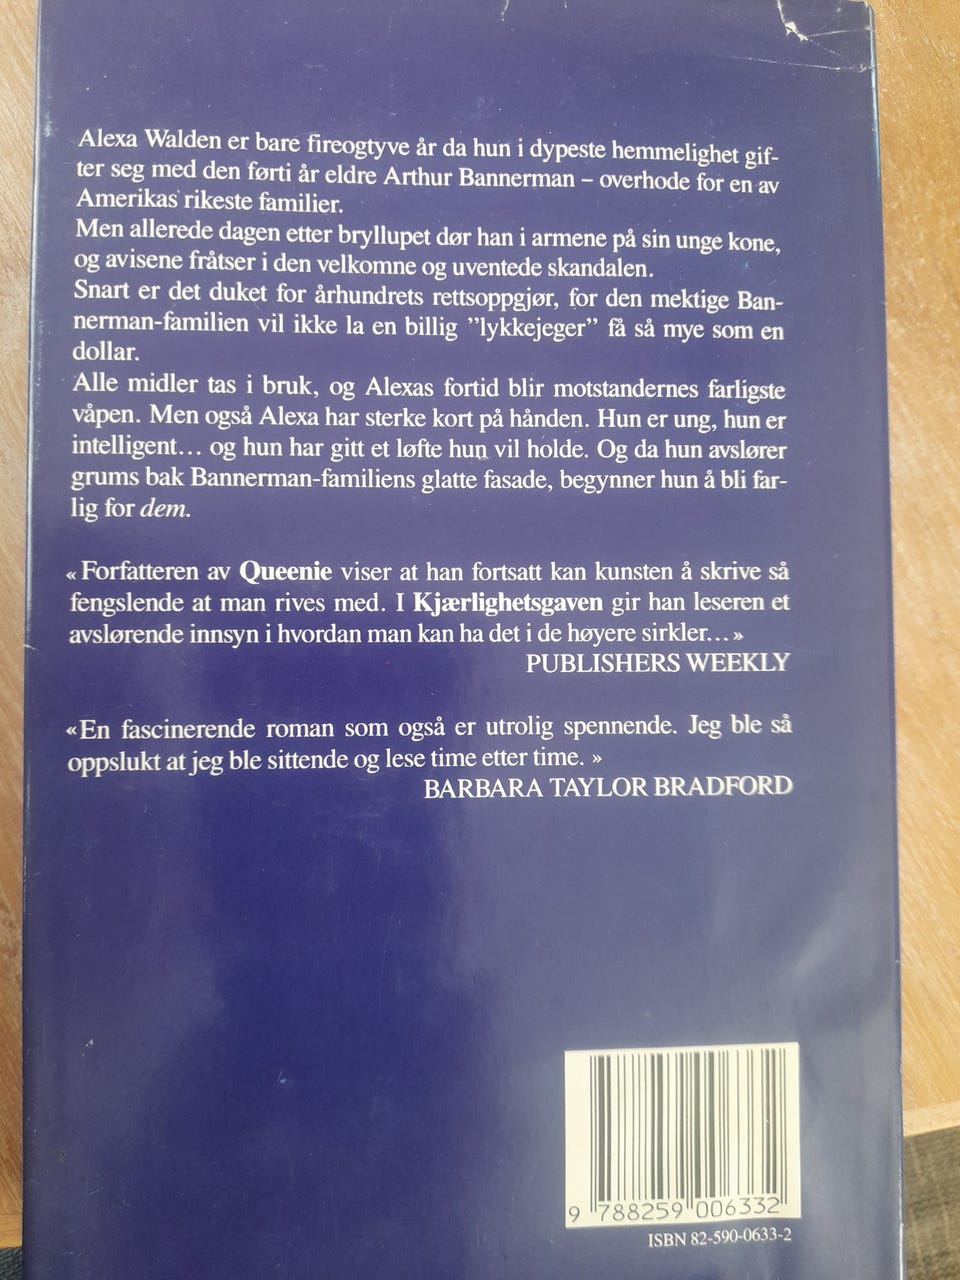 Alexa Walden er bare fireogtyve år da hun i dypeste hemmelighet gif-
ter seg med den førti år eldre Arthur Bannerman – overhode for en av
Amerikas rikeste familier.
Men allerede dagen etter bryllupet dør han i armene på sin unge kone,
og avisene fråtser i den velkomne og uventede skandalen.
Snart er det duket for århundrets rettsoppgjør, for den mektige Ban-
nerman-familien vil ikke la en billig ”lykkejeger” få så mye som en
dollar.
Alle midler tas i bruk, og Alexas fortid blir motstandernes farligste
våpen. Men også Alexa har sterke kort på hånden. Hun er ung, hun er
intelligent... og hun har gitt et løfte hun vil holde. Og da hun avslører
grums bak Bannerman-familiens glatte fasade, begynner hun å bli far-
lig for dem.
« Forfatteren av Queenie viser at han fortsatt kan kunsten å skrive så
fengslende at man rives med. I Kjærlighetsgaven gir han leseren et
avslørende innsyn i hvordan man kan ha det i de høyere sirkler... »
PUBLISHERS WEEKLY
«En fascinerende roman som også er utrolig spennende. Jeg ble så
oppslukt at jeg ble sittende og lese time etter time. »
BARBARA TAYLOR BRADFORD
9 788259 006332
ISBN 82-590-0633-2